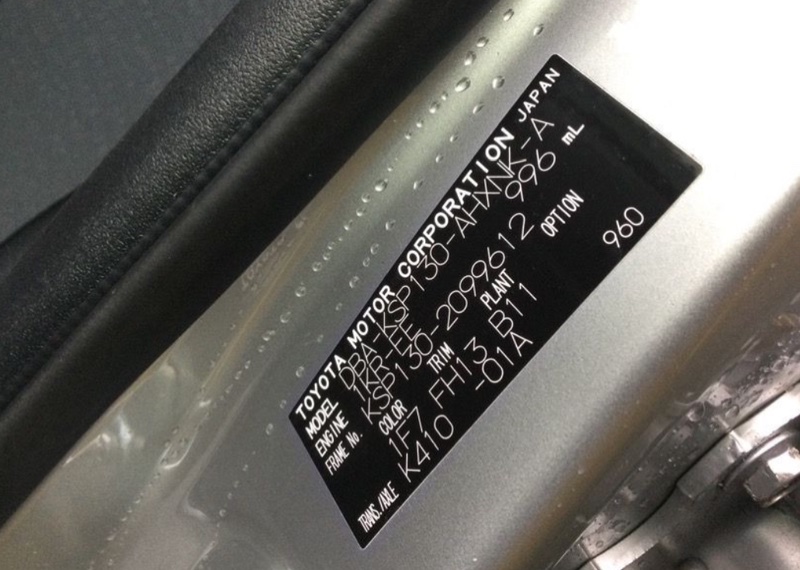 TOYOTA MOTOR CORPORATION JAPAN
MODEL DBA-KSP130-AHXNK-A
ENGINE 1KR-EE 996 mL
FRAME No. KSP130-2099612
COLOR TRIM PLANT OPTION
1F7 FH13 B11 960
TRANS./AXLE K410 -01A